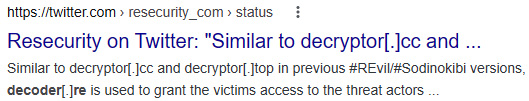 https://twitter.com › resecurity_com › status
Resecurity on Twitter: "Similar to decryptor[.]cc and ...
Similar to decryptor[.]cc and decryptor[.]top in previous #REvil/#Sodinokibi versions,
decoder[.]re is used to grant the victims access to the threat actors ...